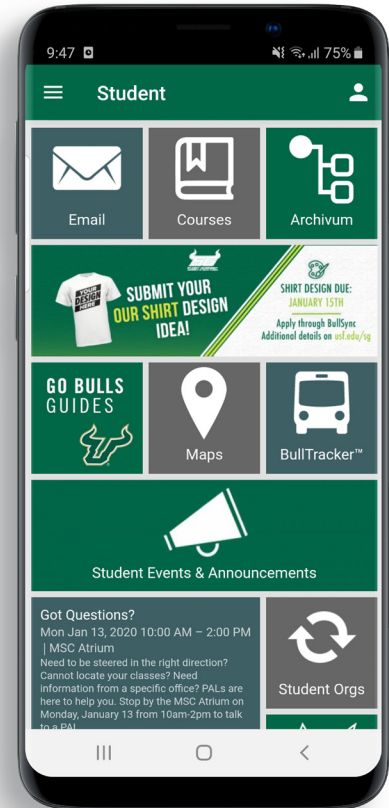 9:47
75%
Student
Email
Courses
Archivum
YOUR
DESIGN
HERE
SUBMIT YOUR
OUR SHIRT DESIGN
IDEA!
SHIRT DESIGN DUE:
JANUARY 15TH
Apply through BullSync
Additional details on usf.edu/sg
GO BULLS
GUIDES
Maps
BullTracker™
Student Events & Announcements
Got Questions?
Mon Jan 13, 2020 10:00 AM – 2:00 PM
| MSC Atrium
Need to be steered in the right direction?
Cannot locate your classes? Need
information from a specific office? PALs are
here to help you. Stop by the MSC Atrium on
Monday, January 13 from 10am-2pm to talk
to a PAL
Student Orgs